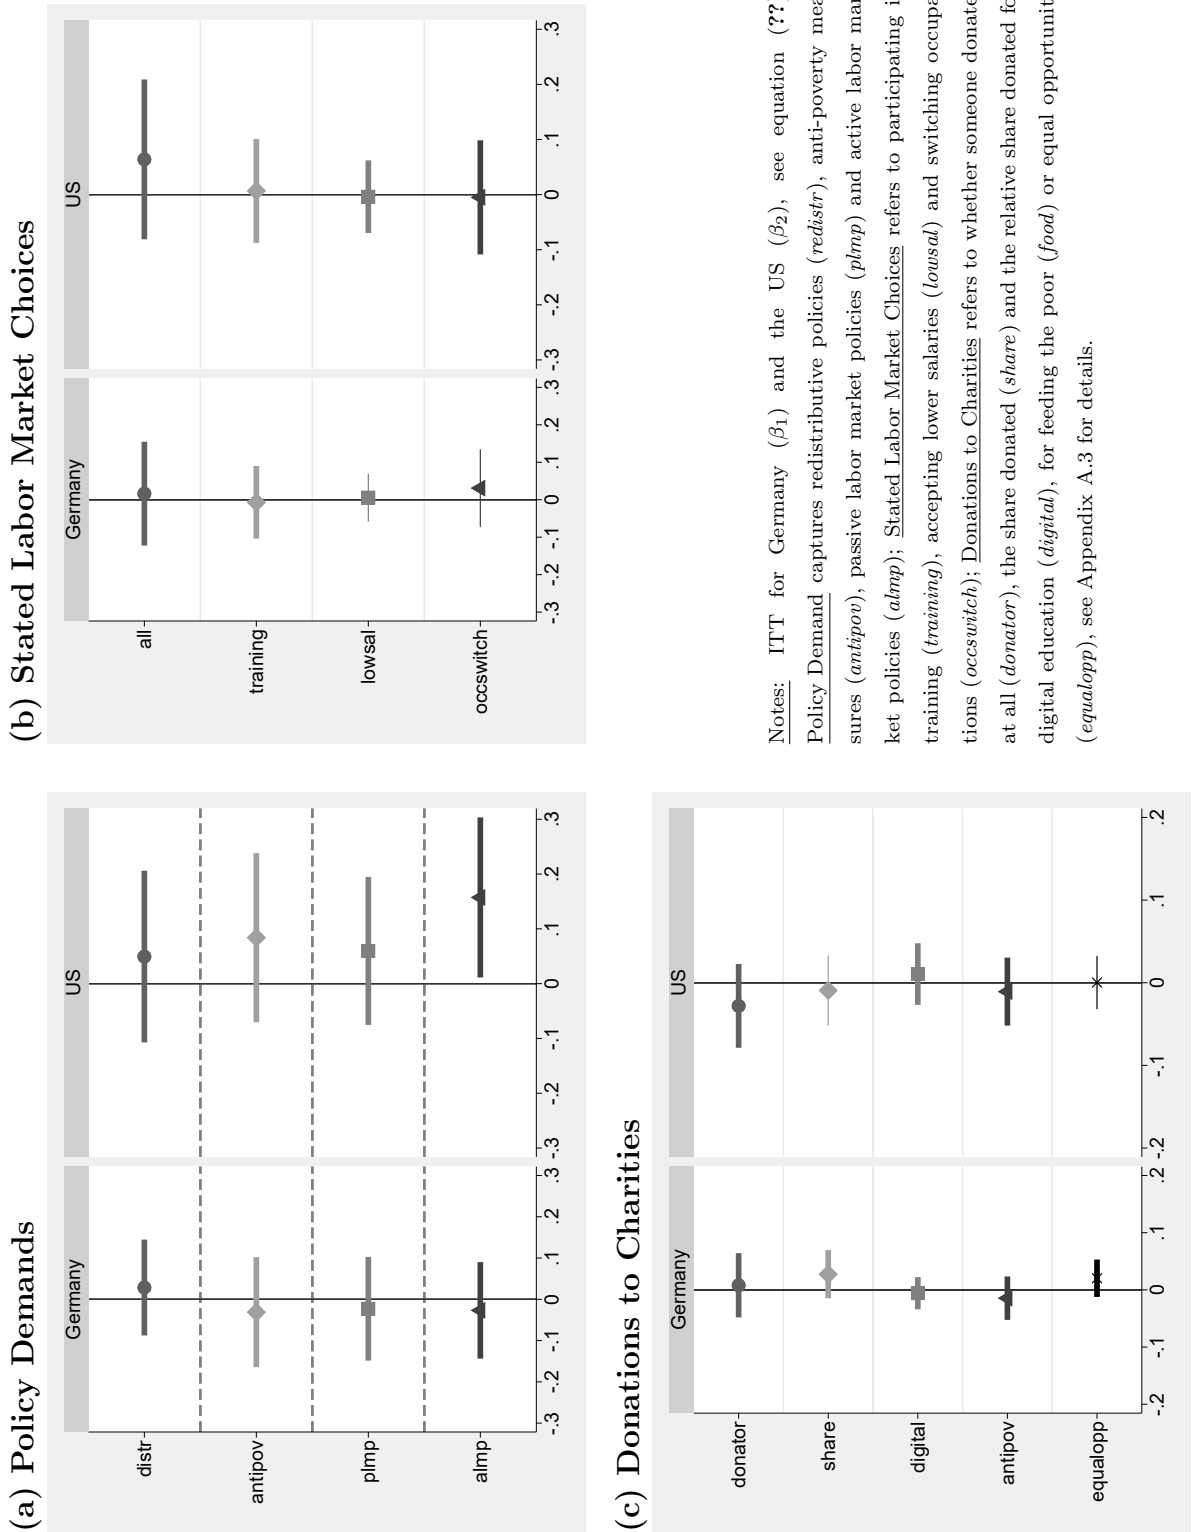 (a) Policy Demands
Germany
US
distr
antipov
plmp
almp
-.3 -.2 -.1 0 .1 .2 .3
-.3 -.2 -.1 0 .1 .2 .3
(b) Stated Labor Market Choices
Germany
US
all
training
lowsal
occswitch
-.3 -.2 -.1 0 .1 .2 .3
-.3 -.2 -.1 0 .1 .2 .3
(c) Donations to Charities
Germany
US
donator
share
digital
antipov
equalopp
-.2 -.1 0 .1 .2
-.2 -.1 0 .1 .2
Notes: ITT for Germany (β1) and the US (β2), see equation (??)
Policy Demand captures redistributive policies (redistr), anti-poverty mea
sures (antipov), passive labor market policies (plmp) and active labor mar
ket policies (almp); Stated Labor Market Choices refers to participating i
training (training), accepting lower salaries (lowsal) and switching occupa
tions (occswitch); Donations to Charities refers to whether someone donate
at all (donator), the share donated (share) and the relative share donated fo
digital education (digital), for feeding the poor (food) or equal opportunit
(equalopp), see Appendix A.3 for details.